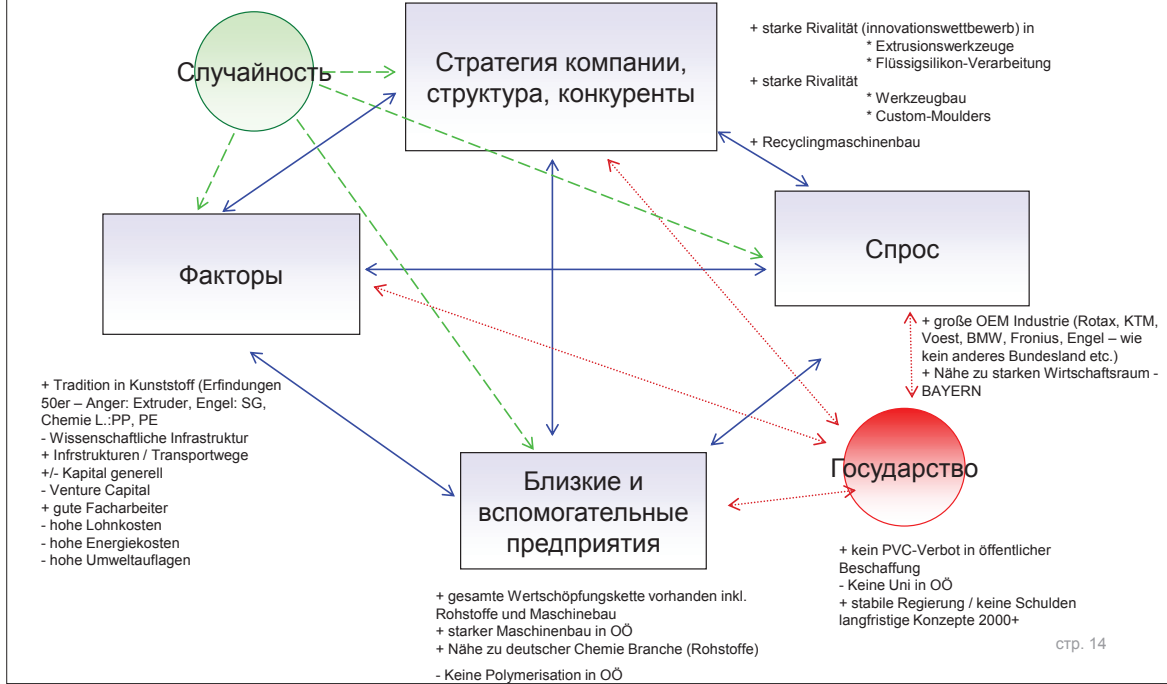 Случайность
Стратегия компании,
структура, конкуренты
+ starke Rivalität (innovationswettbewerb) in
* Extrusionswerkzeuge
* Flüssigsilikon-Verarbeitung
+ starke Rivalität
* Werkzeugbau
* Custom-Moulders
+ Recyclingmaschinenbau
Факторы
Спрос
+ große OEM Industrie (Rotax, KTM,
Voest, BMW, Fronius, Engel – wie
kein anderes Bundesland etc.)
+ Nähe zu starken Wirtschaftsraum -
BAYERN
+ Tradition in Kunststoff (Erfindungen
50er – Anger: Extruder, Engel: SG,
Chemie L.:PP, PE
- Wissenschaftliche Infrastruktur
+ Infrstrukturen / Transportwege
+/- Kapital generell
- Venture Capital
+ gute Facharbeiter
- hohe Lohnkosten
- hohe Energiekosten
- hohe Umweltauflagen
Близкие и
вспомогательные
предприятия
Государство
+ gesamte Wertschöpfungskette vorhanden inkl.
Rohstoffe und Maschinebau
+ starker Maschinenbau in OÖ
+ Nähe zu deutscher Chemie Branche (Rohstoffe)
- Keine Polymerisation in OÖ
+ kein PVC-Verbot in öffentlicher
Beschaffung
- Keine Uni in OÖ
+ stabile Regierung / keine Schulden
langfristige Konzepte 2000+
стр. 14